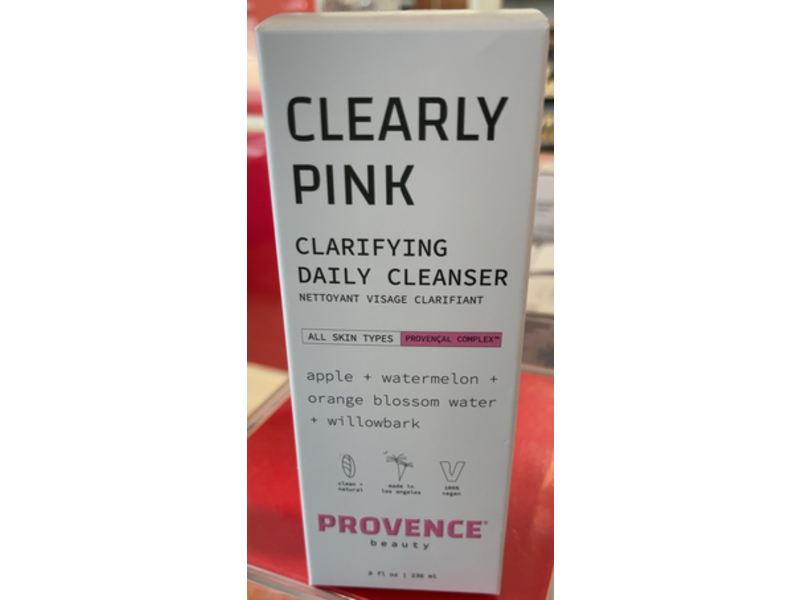 CLEARLY
PINK
CLARIFYING
DAILY CLEANSER
NETTOYANT VISAGE CLARIFIANT
ALL SKIN TYPES PROVENÇAL COMPLEX™
apple + watermelon +
orange blossom water
+ willowbark
clean + made in 100%
natural los angeles vegan
PROVENCE®
beauty
8 fl oz | 236 ml